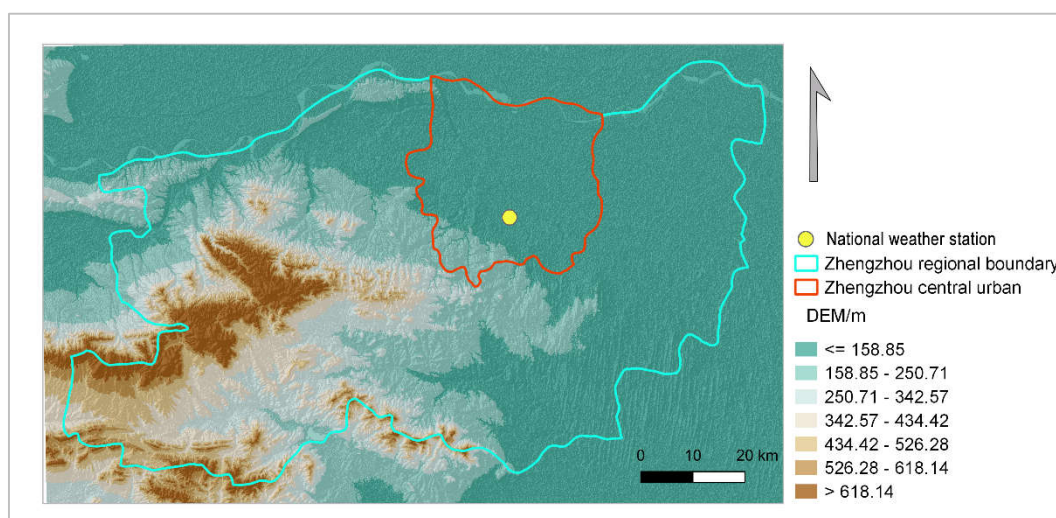 National weather station
Zhengzhou regional boundary
Zhengzhou central urban
DEM/m
<= 158.85
158.85 - 250.71
250.71 - 342.57
342.57 - 434.42
434.42 - 526.28
526.28 - 618.14
> 618.14
0 10 20 km